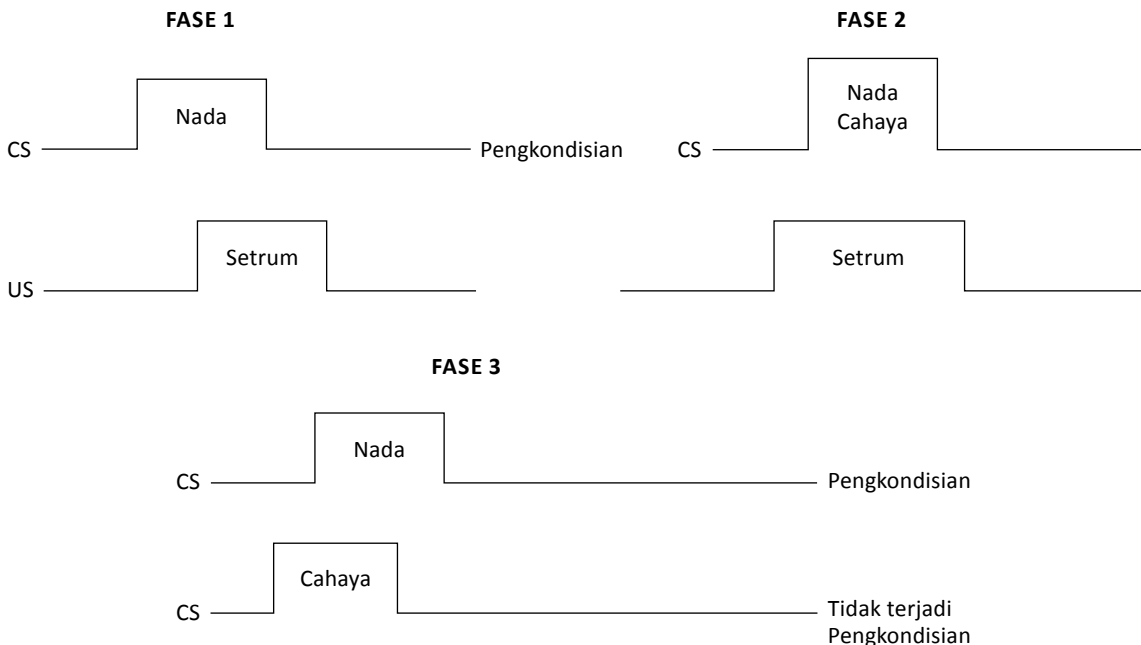 FASE 1
Nada
CS
Pengkondisian
Setrum
US
FASE 2
Nada
Cahaya
CS
Setrum
FASE 3
Nada
CS
Pengkondisian
Cahaya
CS
Tidak terjadi
Pengkondisian